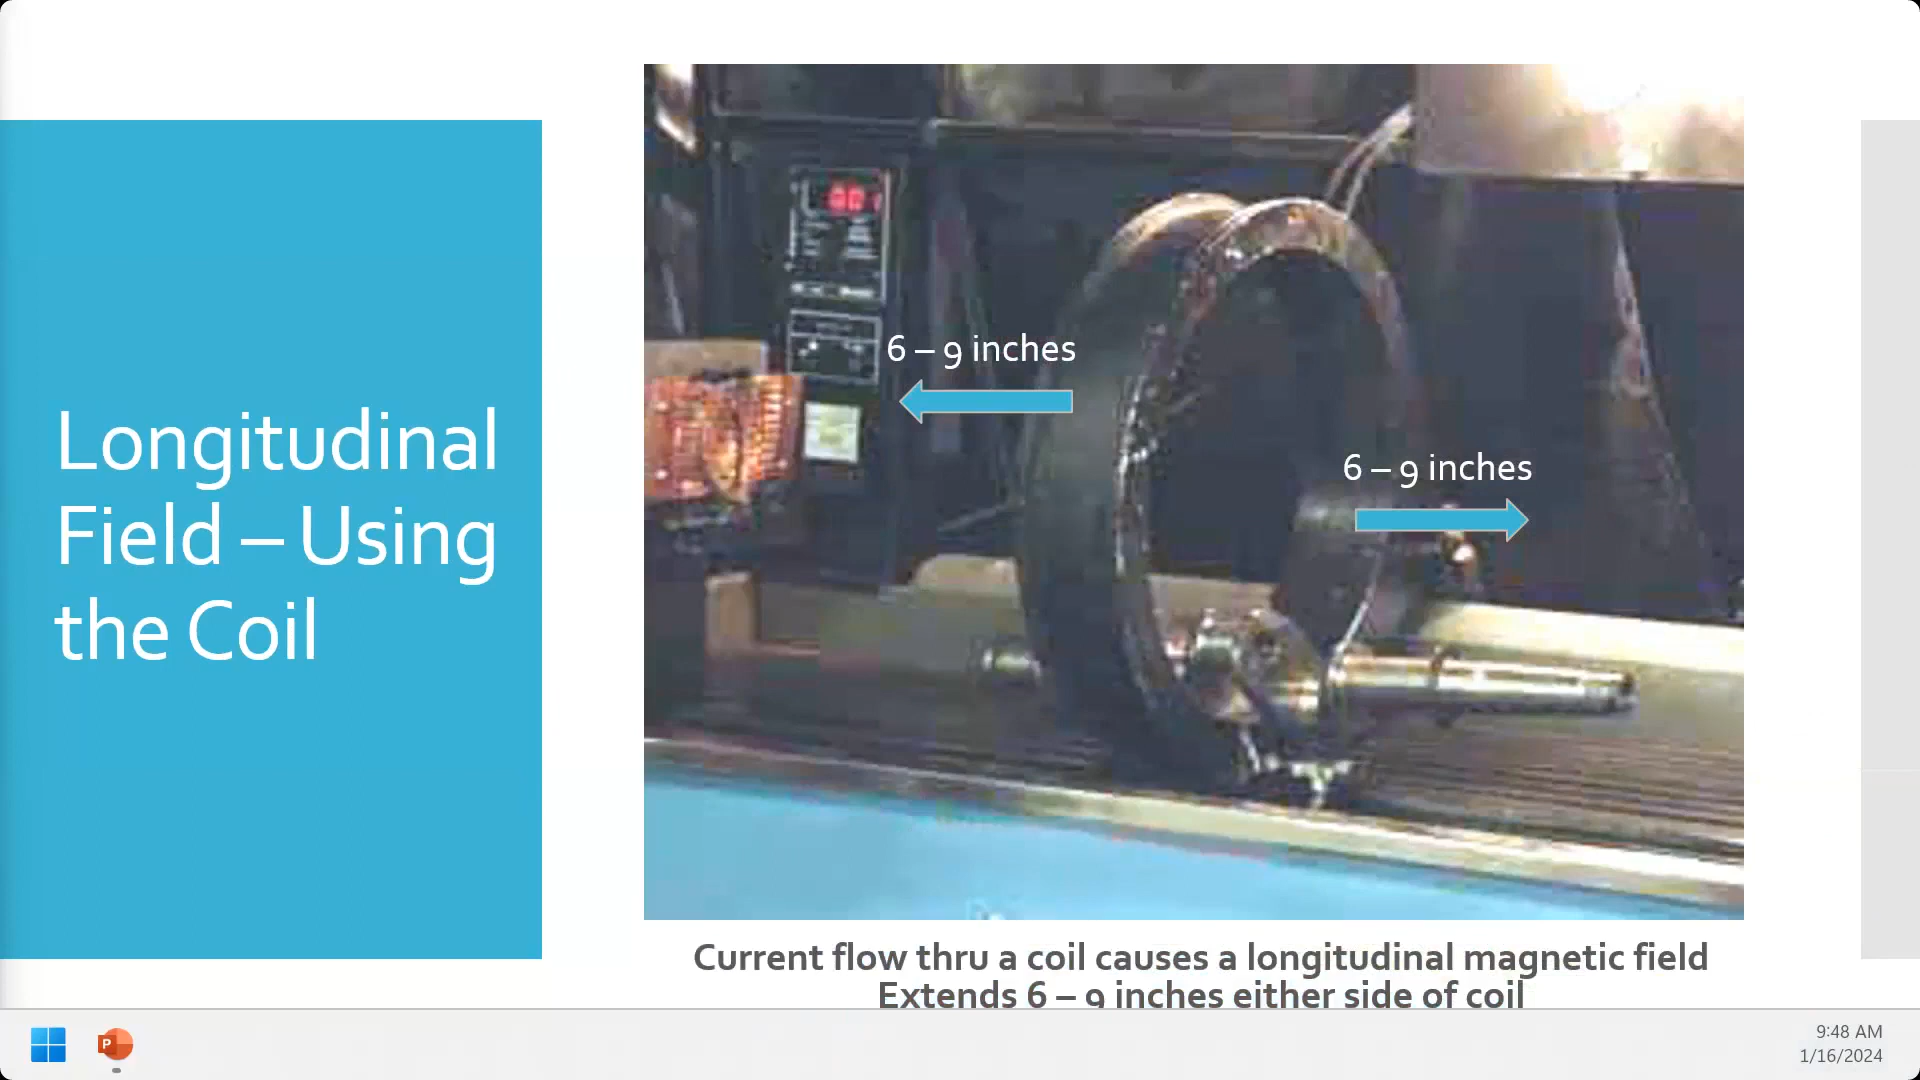 Longitudinal
Field – Using
the Coil
6 – 9 inches
6 – 9 inches
Current flow thru a coil causes a longitudinal magnetic field
Extends 6 – 9 inches either side of coil
P
9:48 AM
1/16/2024